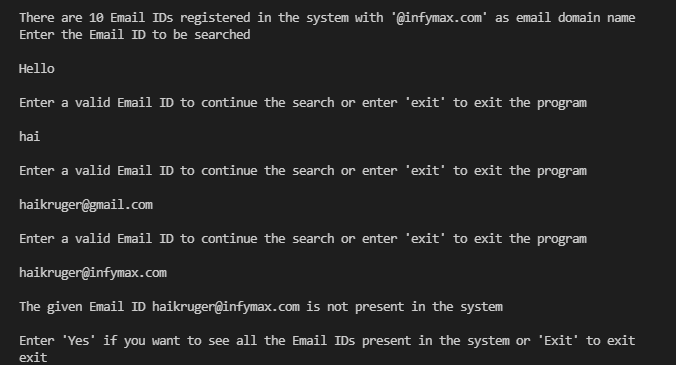 There are 10 Email IDs registered in the system with '@infymax.com' as email domain name
Enter the Email ID to be searched
Hello
Enter a valid Email ID to continue the search or enter 'exit' to exit the program
hai
Enter a valid Email ID to continue the search or enter 'exit' to exit the program
haikruger@gmail.com
Enter a valid Email ID to continue the search or enter 'exit' to exit the program
haikruger@infymax.com
The given Email ID haikruger@infymax.com is not present in the system
Enter 'Yes' if you want to see all the Email IDs present in the system or 'Exit' to exit
exit